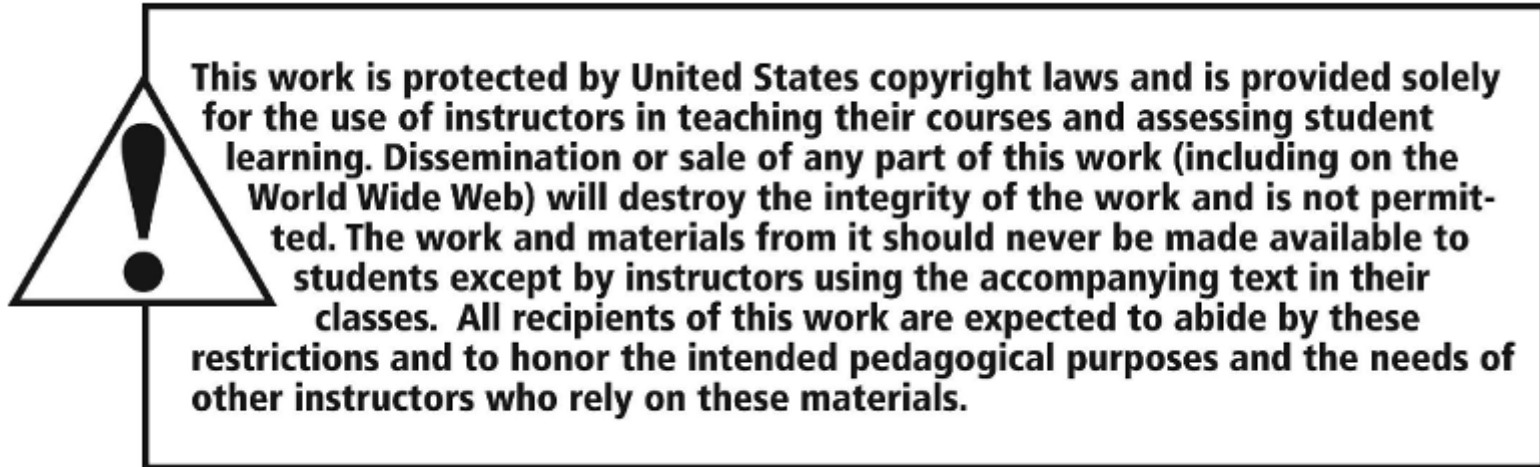 This work is protected by United States copyright laws and is provided solely
for the use of instructors in teaching their courses and assessing student
learning. Dissemination or sale of any part of this work (including on the
World Wide Web) will destroy the integrity of the work and is not permit-
ted. The work and materials from it should never be made available to
students except by instructors using the accompanying text in their
classes.  All recipients of this work are expected to abide by these
restrictions and to honor the intended pedagogical purposes and the needs of
other instructors who rely on these materials.